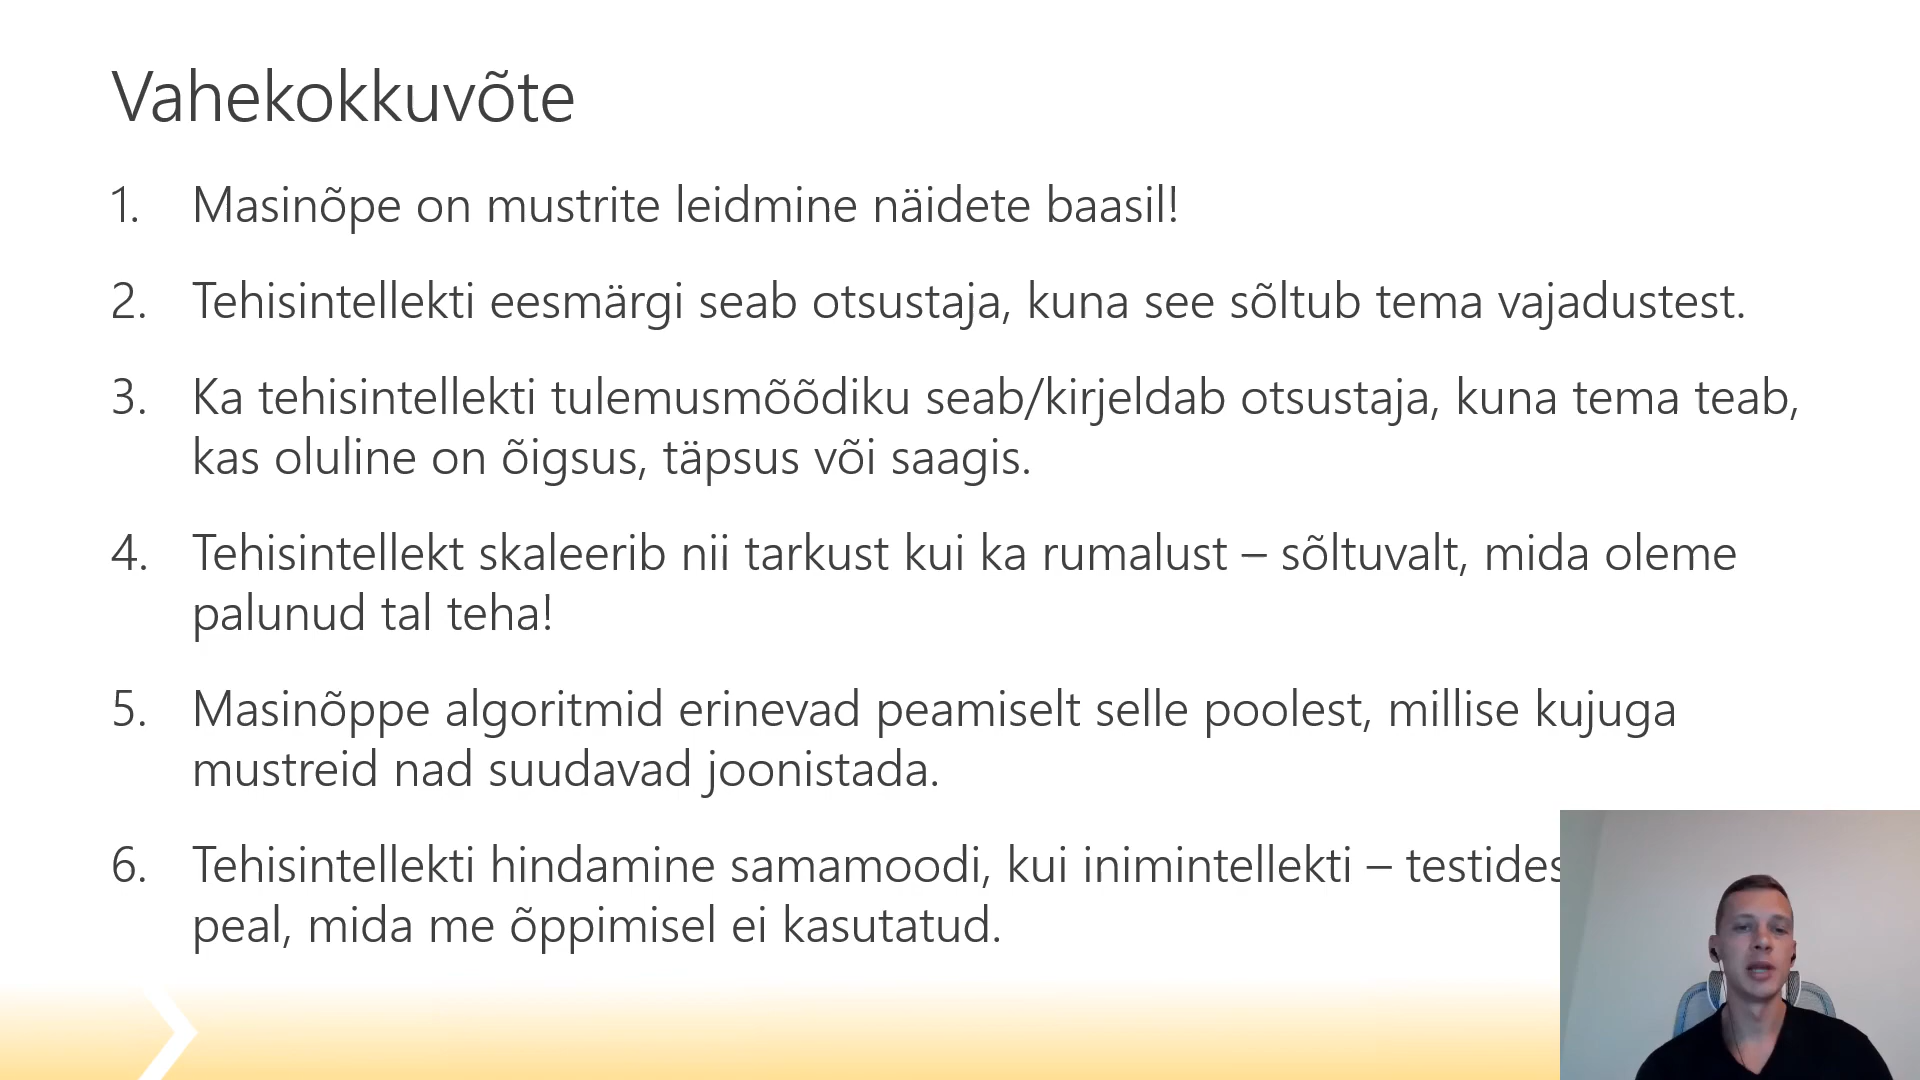 Vahekokkuvõte
1. Masinõpe on mustrite leidmine näidete baasil!
2. Tehisintellekti eesmärgi seab otsustaja, kuna see sõltub tema vajadustest.
3. Ka tehisintellekti tulemusmõõdiku seab/kirjeldab otsustaja, kuna tema teab,
kas oluline on õigsus, täpsus või saagis.
4. Tehisintellekt skaleerib nii tarkust kui ka rumalust – sõltuvalt, mida oleme
palunud tal teha!
5. Masinõppe algoritmid erinevad peamiselt selle poolest, millise kujuga
mustreid nad suudavad joonistada.
6. Tehisintellekti hindamine samamoodi, kui inimintellekti –
peal, mida me õppimisel ei kasutatud.